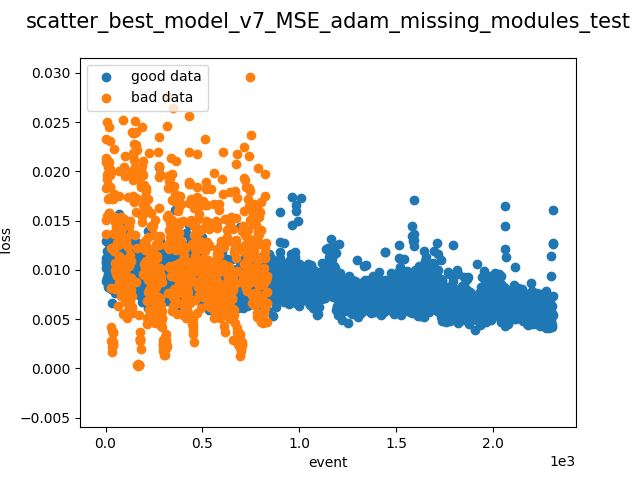 scatter_best_model_v7_MSE_adam_missing_modules_test
good data
bad data
0.030
0.025
0.020
0.015
0.010
0.005
0.000
−0.005
loss
0.0
0.5
1.0
1.5
2.0
1e3
event